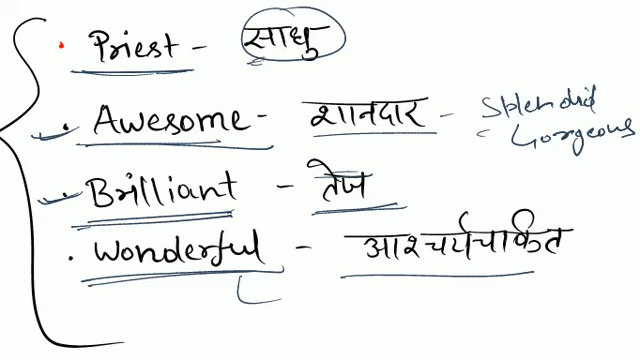 Priest - साधु
Awesome - शानदार - Splendid
Gorgeous
Brilliant - तेज
Wonderful - आश्चर्यचकित